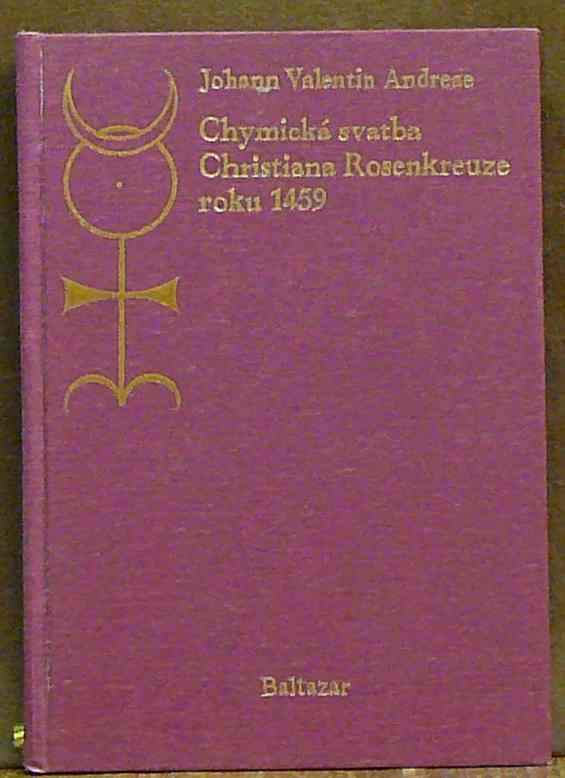 Johann Valentin Andreae
Chymická svatba
Christiana Rosenkreuze
roku 1459
Baltazar